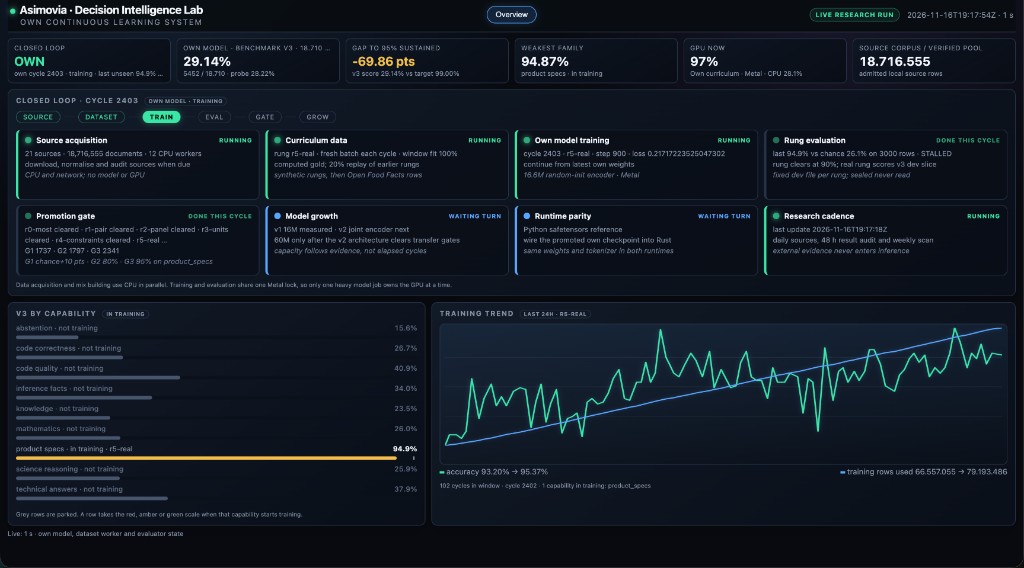 Asimovia · Decision Intelligence Lab
OWN CONTINUOUS LEARNING SYSTEM
Overview
LIVE RESEARCH RUN
2026-11-16T19:17:54Z · 1 s
CLOSED LOOP
OWN
own cycle 2403 · training · last unseen 94.9% ...
OWN MODEL · BENCHMARK V3 · 18.710 ...
29.14%
5452 / 18.710 · probe 28.22%
GAP TO 95% SUSTAINED
-69.86 pts
v3 score 29.14% vs target 99.00%
WEAKEST FAMILY
94.87%
product specs · in training
GPU NOW
97%
Own curriculum · Metal · CPU 28.1%
SOURCE CORPUS / VERIFIED POOL
18.716.555
admitted local source rows
CLOSED LOOP · CYCLE 2403
OWN MODEL · TRAINING
SOURCE
DATASET
TRAIN
EVAL
GATE
GROW
Source acquisition
RUNNING
21 sources · 18,716,555 documents · 12 CPU workers
download, normalise and audit sources when due
CPU and network; no model or GPU
Curriculum data
RUNNING
rung r5-real · fresh batch each cycle · window fit 100%
computed gold; 20% replay of earlier rungs
synthetic rungs, then Open Food Facts rows
Own model training
RUNNING
cycle 2403 · r5-real · step 900 · loss 0.21717223525047302
continue from latest own weights
16.6M random-init encoder · Metal
Rung evaluation
DONE THIS CYCLE
last 94.9% vs chance 26.1% on 3000 rows · STALLED
rung clears at 90%; real rung scores v3 dev slice
fixed dev file per rung; sealed never read
Promotion gate
DONE THIS CYCLE
r0-most cleared · r1-pair cleared · r2-panel cleared · r3-units
cleared · r4-constraints cleared · r5-real ...
G1 1737 · G2 1797 · G3 2341
G1 chance+10 pts · G2 80% · G3 95% on product_specs
Model growth
WAITING TURN
v1 16M measured · v2 joint encoder next
60M only after the v2 architecture clears transfer gates
capacity follows evidence, not elapsed cycles
Runtime parity
WAITING TURN
Python safetensors reference
wire the promoted own checkpoint into Rust
same weights and tokenizer in both runtimes
Research cadence
RUNNING
last update 2026-11-16T19:17:18Z
daily sources, 48 h result audit and weekly scan
external evidence never enters inference
Data acquisition and mix building use CPU in parallel. Training and evaluation share one Metal lock, so only one heavy model job owns the GPU at a time.
V3 BY CAPABILITY
IN TRAINING
abstention · not training 15.6%
code correctness · not training 26.7%
code quality · not training 40.9%
inference facts · not training 34.0%
knowledge · not training 23.5%
mathematics · not training 26.0%
product specs · in training · r5-real 94.9%
science reasoning · not training 25.9%
technical answers · not training 37.9%
Grey rows are parked. A row takes the red, amber or green scale when that capability starts training.
TRAINING TREND
LAST 24H · R5-REAL
accuracy 93.20% → 95.37%
training rows used 66.557.055 → 79.193.486
102 cycles in window · cycle 2402 · 1 capability in training: product_specs
Live: 1 s · own model, dataset worker and evaluator state